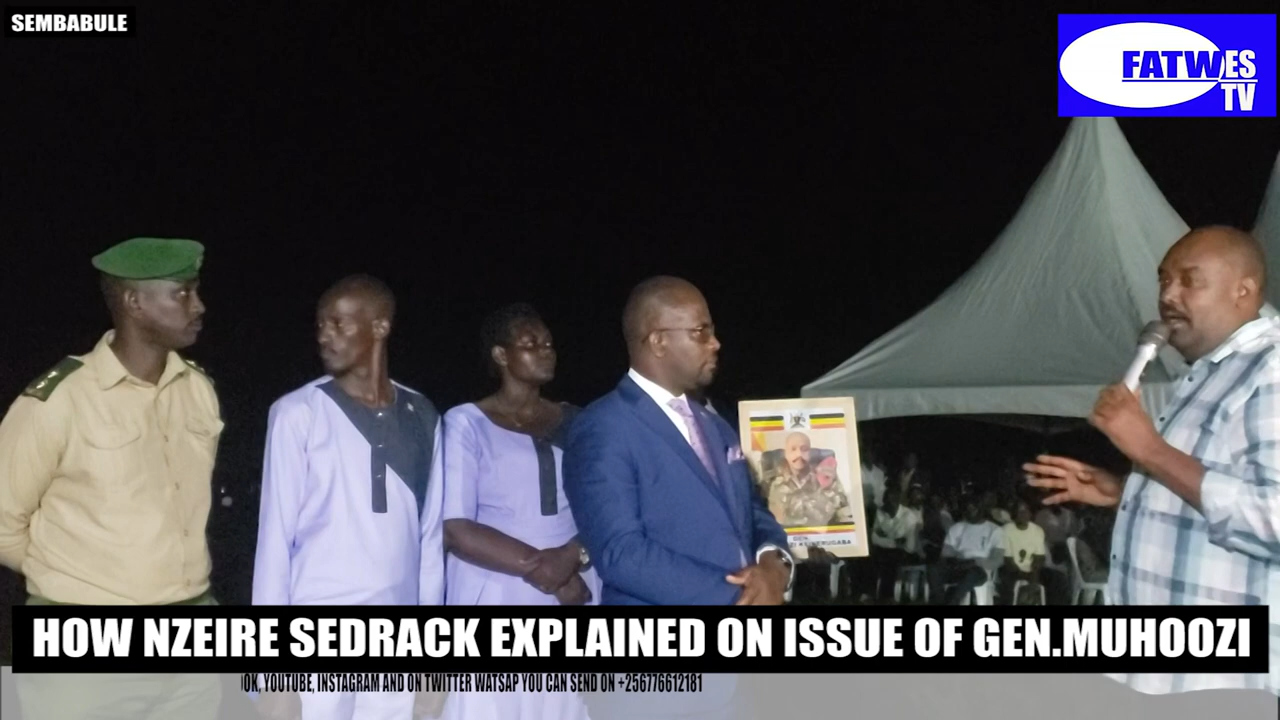 SEMBABULE
FATWES
TV
GEN.
HOW NZEIRE SEDRACK EXPLAINED ON ISSUE OF GEN.MUHOOZI
OK, YOUTUBE, INSTAGRAM AND ON TWITTER WATSAP YOU CAN SEND ON +256776612181